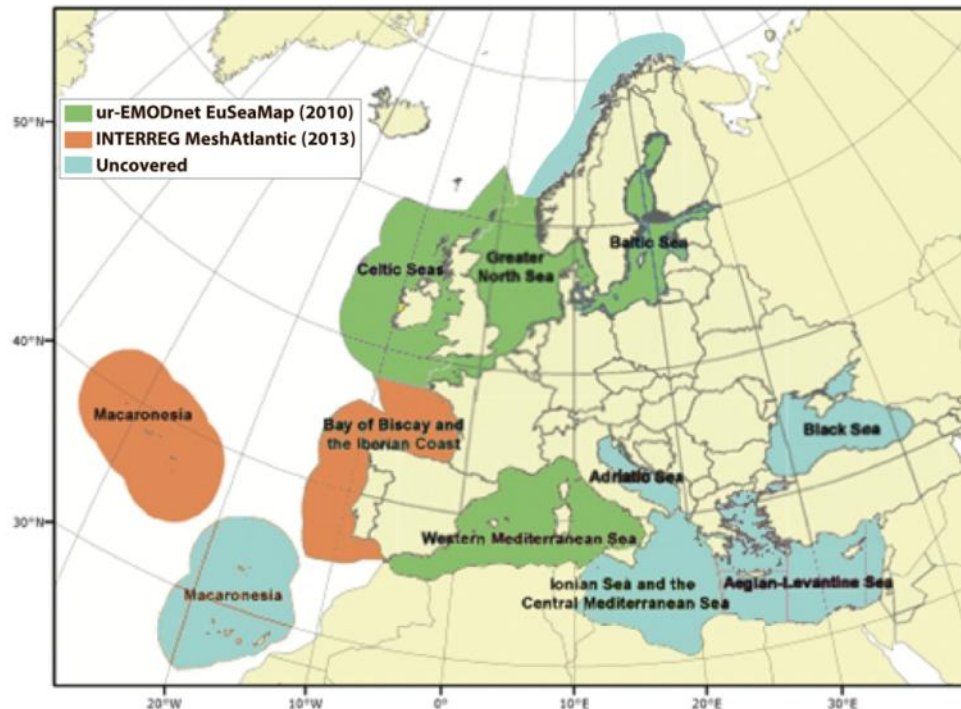 50°N
ur-EMODnet EuSeaMap (2010)
INTERREG MeshAtlantic (2013)
Uncovered
Baltic Sea
Celtic Seas
Greater
North Sea
40°N
Macaronesia
Bay of Biscay and
the Iberian Coast
Black Sea
Adriatic Sea
30°N
Western Mediterranean Sea
Ionian Sea and the
Central Mediterranean Sea
Aegian-Levantine Sea
Macaronesia
20°W
10°W
0°
10°E
20°E
30°E